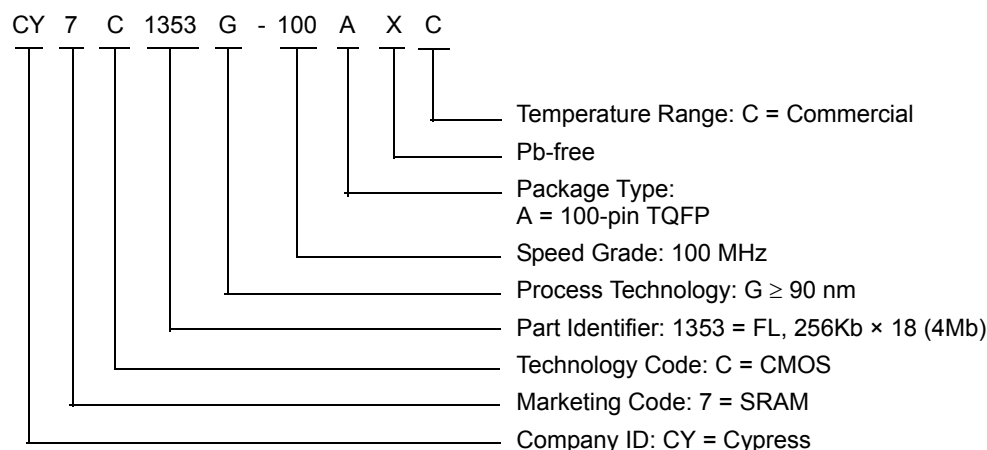 CY 7 C 1353 G - 100 A X C
Temperature Range: C = Commercial
Pb-free
Package Type:
A = 100-pin TQFP
Speed Grade: 100 MHz
Process Technology: G ≥ 90 nm
Part Identifier: 1353 = FL, 256Kb × 18 (4Mb)
Technology Code: C = CMOS
Marketing Code: 7 = SRAM
Company ID: CY = Cypress